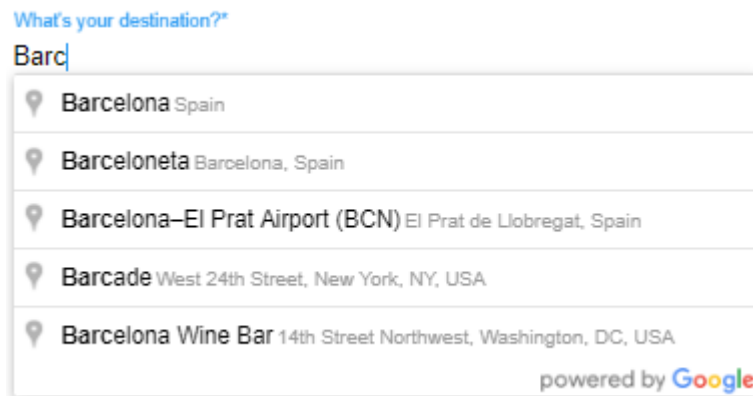 What's your destination?*
Barc
Barcelona Spain
Barceloneta Barcelona, Spain
Barcelona–El Prat Airport (BCN) El Prat de Llobregat, Spain
Barcade West 24th Street, New York, NY, USA
Barcelona Wine Bar 14th Street Northwest, Washington, DC, USA
powered by Google